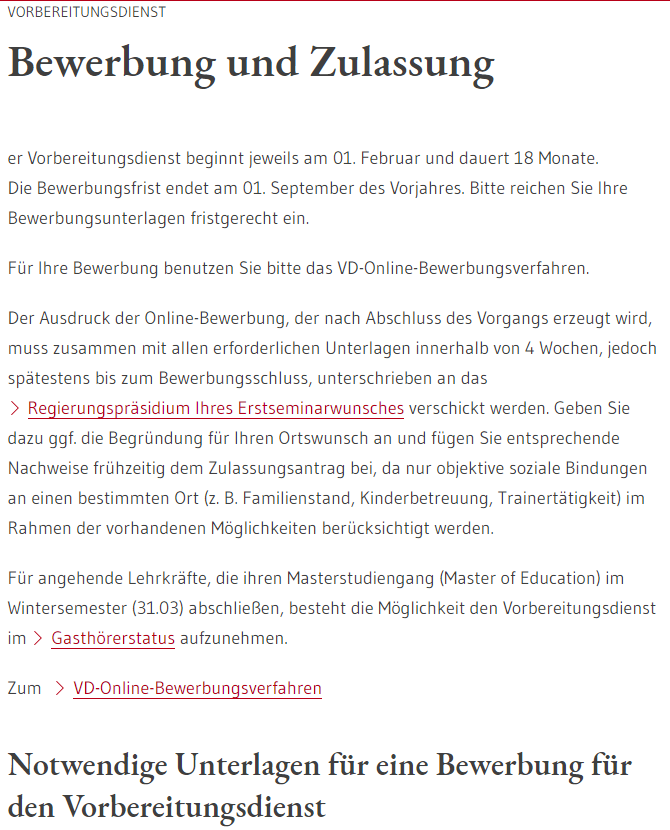 VORBEREITUNGSDIENST
Bewerbung und Zulassung
er Vorbereitungsdienst beginnt jeweils am 01. Februar und dauert 18 Monate.
Die Bewerbungsfrist endet am 01. September des Vorjahres. Bitte reichen Sie Ihre
Bewerbungsunterlagen fristgerecht ein.
Für Ihre Bewerbung benutzen Sie bitte das VD-Online-Bewerbungsverfahren.
Der Ausdruck der Online-Bewerbung, der nach Abschluss des Vorgangs erzeugt wird,
muss zusammen mit allen erforderlichen Unterlagen innerhalb von 4 Wochen, jedoch
spätestens bis zum Bewerbungsschluss, unterschrieben an das
Regierungspräsidium Ihres Erstseminarwunsches verschickt werden. Geben Sie
dazu ggf. die Begründung für Ihren Ortswunsch an und fügen Sie entsprechende
Nachweise frühzeitig dem Zulassungsantrag bei, da nur objektive soziale Bindungen
an einen bestimmten Ort (z. B. Familienstand, Kinderbetreuung, Trainertätigkeit) im
Rahmen der vorhandenen Möglichkeiten berücksichtigt werden.
Für angehende Lehrkräfte, die ihren Masterstudiengang (Master of Education) im
Wintersemester (31.03) abschließen, besteht die Möglichkeit den Vorbereitungsdienst
im Gasthörerstatus aufzunehmen.
Zum VD-Online-Bewerbungsverfahren
Notwendige Unterlagen für eine Bewerbung für
den Vorbereitungsdienst